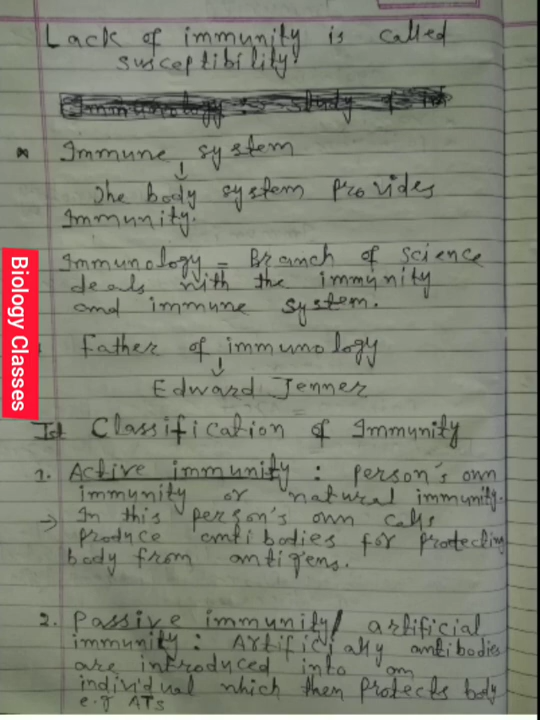 Lack of immunity is called
susceptibility.
* Immune system
↓
The body system provides
Immunity.
Immunology = Branch of science
deals with the immunity
and immune system.
Father of immunology
↓
Edward Jenner
Biology Classes
Classification of Immunity
1. Active immunity : person's own
immunity or natural immunity.
→ In this person's own cells
produce antibodies for protecting
body from antigens.
2. Passive immunity/ artificial
immunity : Artificially antibodies
are introduced into an
individual which then protects body
e.g ATs